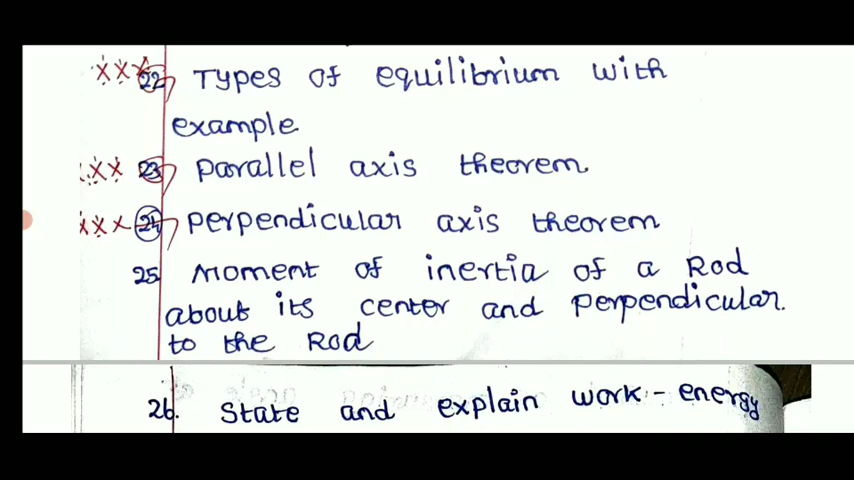 xxx 22 Types of equilibrium with
example
xx 23 parallel axis theorem
xxx 24 perpendicular axis theorem
25. Moment of inertia of a Rod
about its center and perpendicular.
to the Rod
26. State and explain work-energy